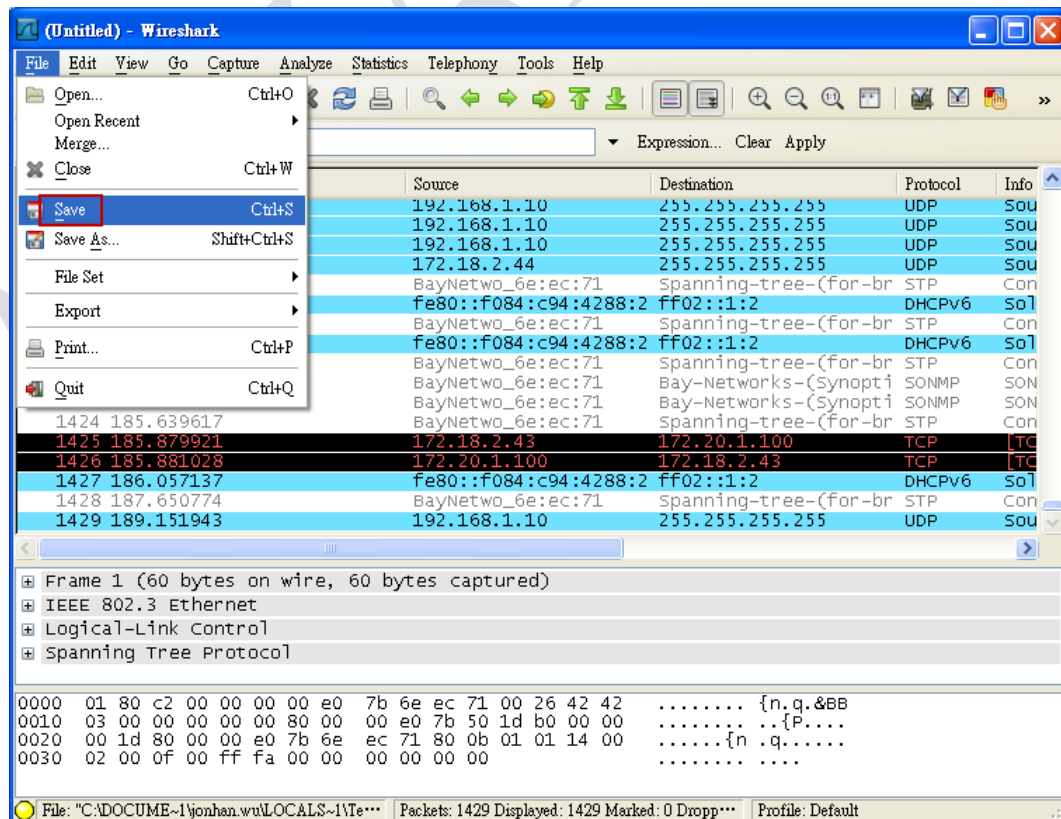 (Untitled) - Wireshark
File Edit View Go Capture Analyze Statistics Telephony Tools Help
Open... Ctrl+O
Open Recent
Merge...
Close Ctrl+W
Save Ctrl+S
Save As... Shift+Ctrl+S
File Set
Export
Print... Ctrl+P
Quit Ctrl+Q
Expression... Clear Apply
Source Destination Protocol Info
192.168.1.10 255.255.255.255 UDP Sou
192.168.1.10 255.255.255.255 UDP Sou
192.168.1.10 255.255.255.255 UDP Sou
172.18.2.44 255.255.255.255 UDP Sou
BayNetwo_6e:ec:71 Spanning-tree-(for-br STP Con
fe80::f084:c94:4288:2 ff02::1:2 DHCPv6 Sol
BayNetwo_6e:ec:71 Spanning-tree-(for-br STP Con
fe80::f084:c94:4288:2 ff02::1:2 DHCPv6 Sol
BayNetwo_6e:ec:71 Spanning-tree-(for-br STP Con
BayNetwo_6e:ec:71 Bay-Networks-(Synopti SONMP SON
BayNetwo_6e:ec:71 Bay-Networks-(Synopti SONMP SON
1424 185.639617 BayNetwo_6e:ec:71 Spanning-tree-(for-br STP Con
1425 185.879921 172.18.2.43 172.20.1.100 TCP [TC
1426 185.881028 172.20.1.100 172.18.2.43 TCP [TC
1427 186.057137 fe80::f084:c94:4288:2 ff02::1:2 DHCPv6 Sol
1428 187.650774 BayNetwo_6e:ec:71 Spanning-tree-(for-br STP Con
1429 189.151943 192.168.1.10 255.255.255.255 UDP Sou
Frame 1 (60 bytes on wire, 60 bytes captured)
IEEE 802.3 Ethernet
Logical-Link Control
Spanning Tree Protocol
0000 01 80 c2 00 00 00 00 e0 7b 6e ec 71 00 26 42 42 ........ {n.q.&BB
0010 03 00 00 00 00 00 80 00 00 e0 7b 50 1d b0 00 00 ........ ..{P....
0020 00 1d 80 00 00 e0 7b 6e ec 71 80 0b 01 01 14 00 ......{n .q......
0030 02 00 0f 00 ff fa 00 00 00 00 00 00 ........ ....
File: "C:\DOCUME~1\jonhan.wu\LOCALS~1\Te··· Packets: 1429 Displayed: 1429 Marked: 0 Dropp··· Profile: Default